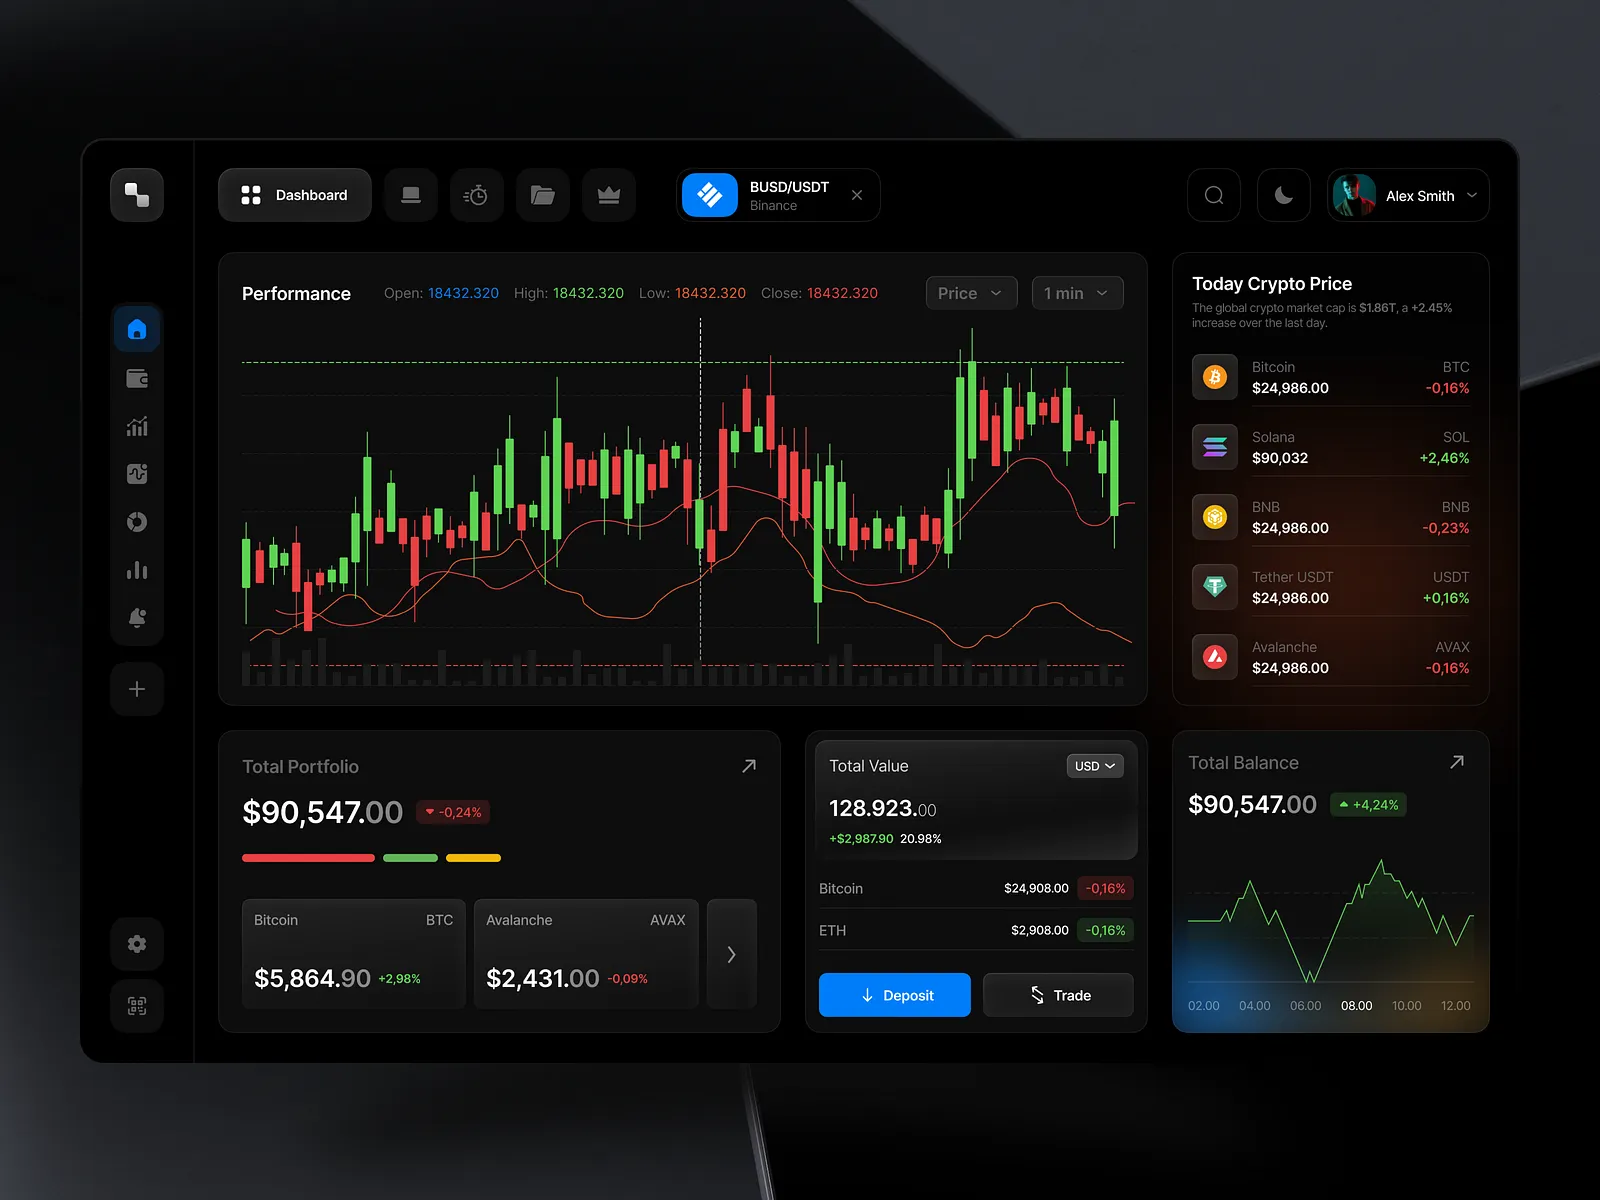 Dashboard
BUSD/USDT
Binance
Alex Smith
Performance
Open: 18432.320 High: 18432.320 Low: 18432.320 Close: 18432.320
Price
1 min
Today Crypto Price
The global crypto market cap is $1.86T, a +2.45%
increase over the last day.
Bitcoin BTC
$24,986.00 -0,16%
Solana SOL
$90,032 +2,46%
BNB BNB
$24,986.00 -0,23%
Tether USDT USDT
$24,986.00 +0,16%
Avalanche AVAX
$24,986.00 -0,16%
Total Portfolio
$90,547.00 -0,24%
Bitcoin BTC
$5,864.90 +2,98%
Avalanche AVAX
$2,431.00 -0,09%
Total Value USD
128.923.00
+$2,987.90 20.98%
Bitcoin $24,908.00 -0,16%
ETH $2,908.00 -0,16%
Deposit
Trade
Total Balance
$90,547.00 +4,24%
02.00 04.00 06.00 08.00 10.00 12.00